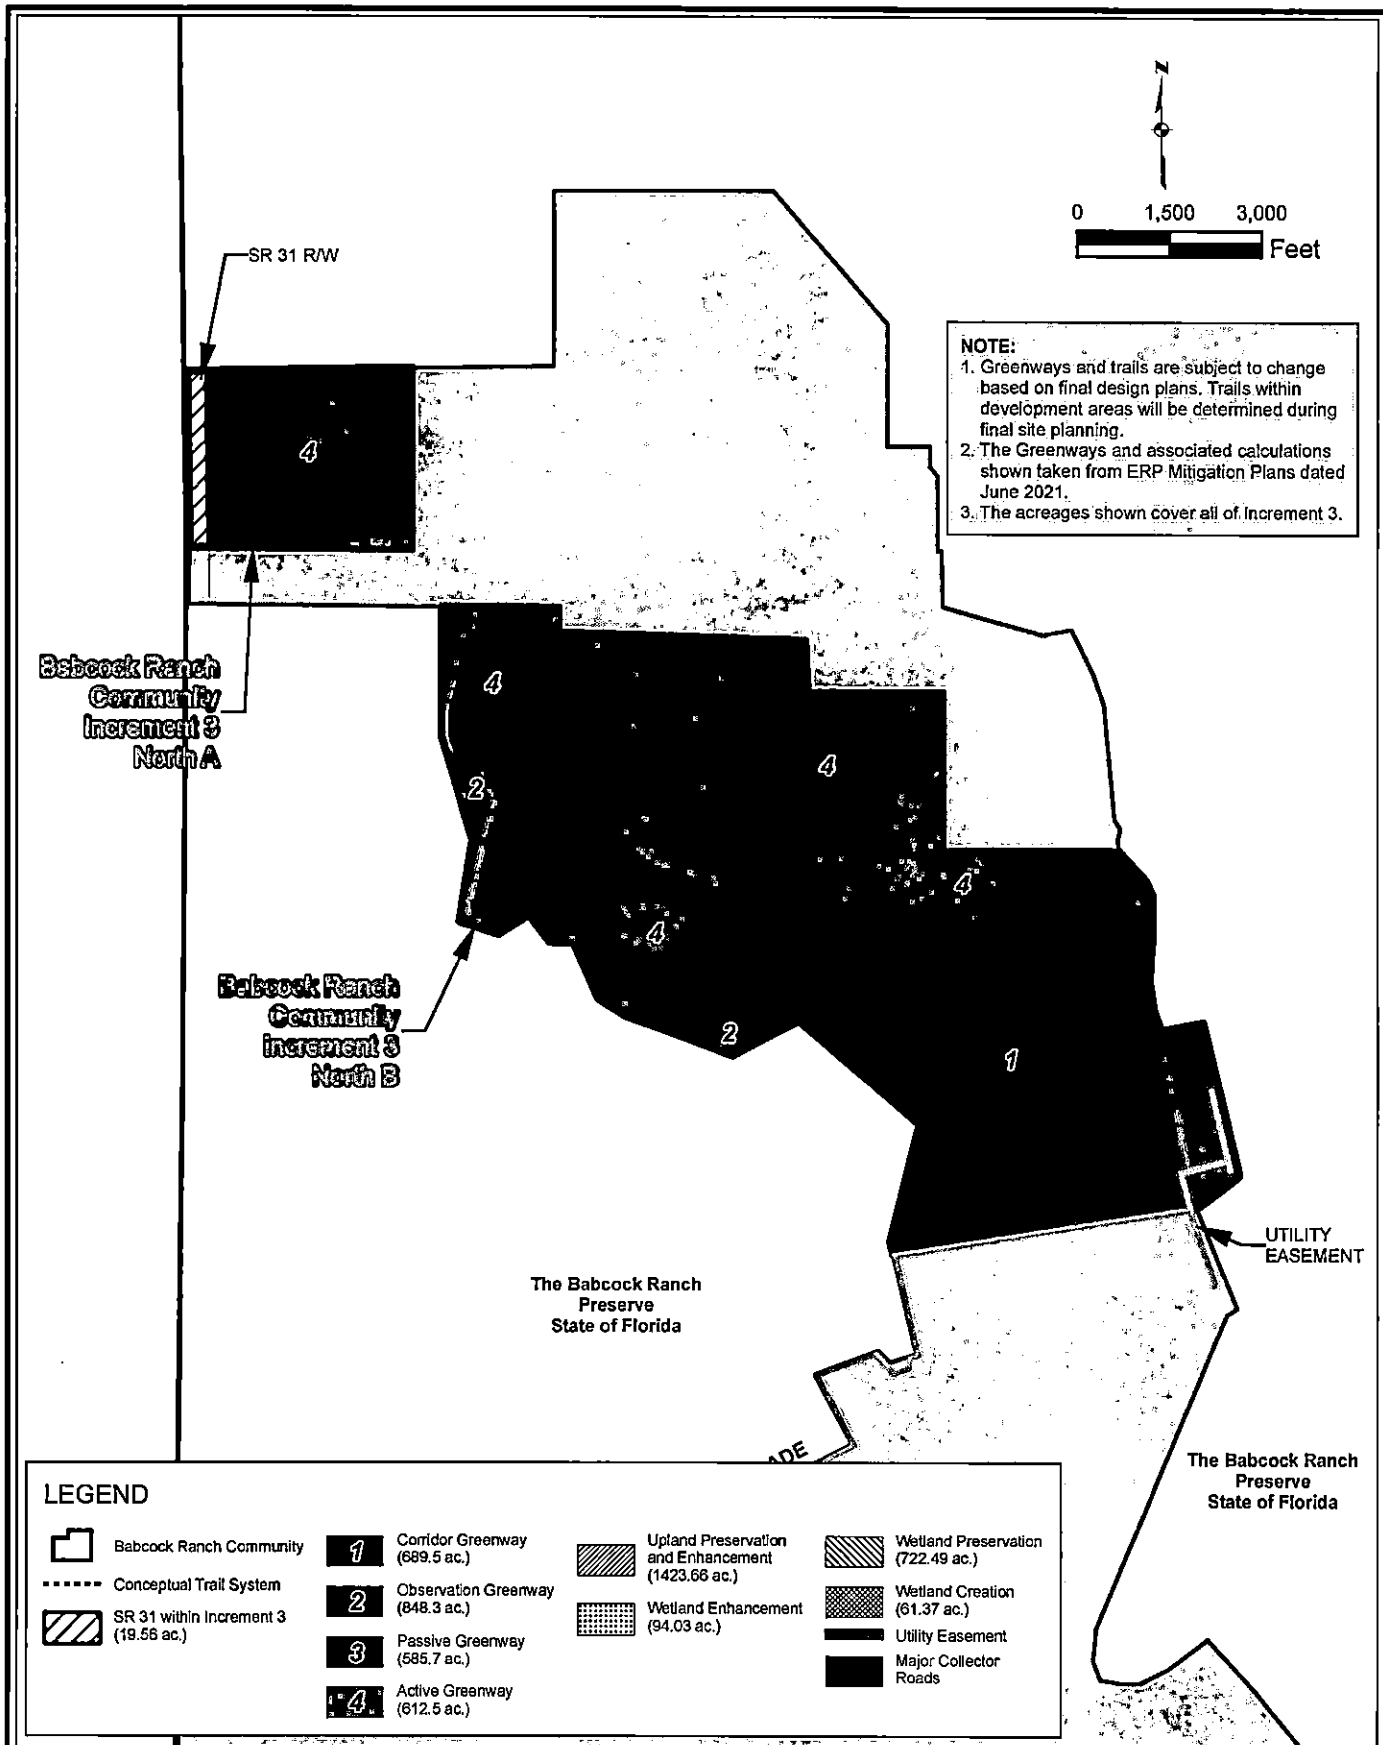 N
0 1,500 3,000
Feet
SR 31 R/W
NOTE:
1. Greenways and trails are subject to change
based on final design plans. Trails within
development areas will be determined during
final site planning.
2. The Greenways and associated calculations
shown taken from ERP Mitigation Plans dated
June 2021.
3. The acreages shown cover all of Increment 3.
4
Babcock Ranch
Community
Increment 3
North A
4
4
2
4
4
Babcock Ranch
Community
Increment 3
North B
2
1
UTILITY
EASEMENT
The Babcock Ranch
Preserve
State of Florida
ADE
The Babcock Ranch
Preserve
State of Florida
LEGEND
Babcock Ranch Community
Conceptual Trail System
SR 31 within Increment 3
(19.56 ac.)
1 Corridor Greenway
(689.5 ac.)
2 Observation Greenway
(848.3 ac.)
3 Passive Greenway
(585.7 ac.)
4 Active Greenway
(612.5 ac.)
Upland Preservation
and Enhancement
(1423.66 ac.)
Wetland Enhancement
(94.03 ac.)
Wetland Preservation
(722.49 ac.)
Wetland Creation
(61.37 ac.)
Utility Easement
Major Collector
Roads